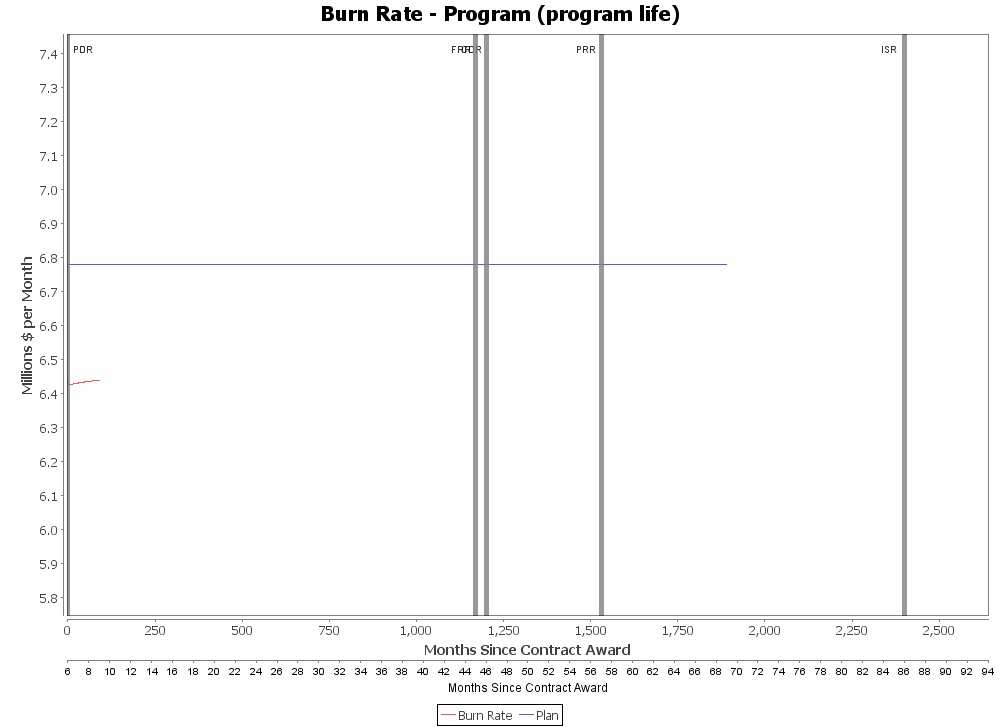 Burn Rate - Program (program life)
PDR
FRR
CDR
PRR
ISR
7.4
7.3
7.2
7.1
7.0
6.9
6.8
6.7
6.6
6.5
6.4
6.3
6.2
6.1
6.0
5.9
5.8
Millions $ per Month
0 250 500 750 1,000 1,250 1,500 1,750 2,000 2,250 2,500
Months Since Contract Award
6 8 10 12 14 16 18 20 22 24 26 28 30 32 34 36 38 40 42 44 46 48 50 52 54 56 58 60 62 64 66 68 70 72 74 76 78 80 82 84 86 88 90 92 94
Months Since Contract Award
Burn Rate Plan